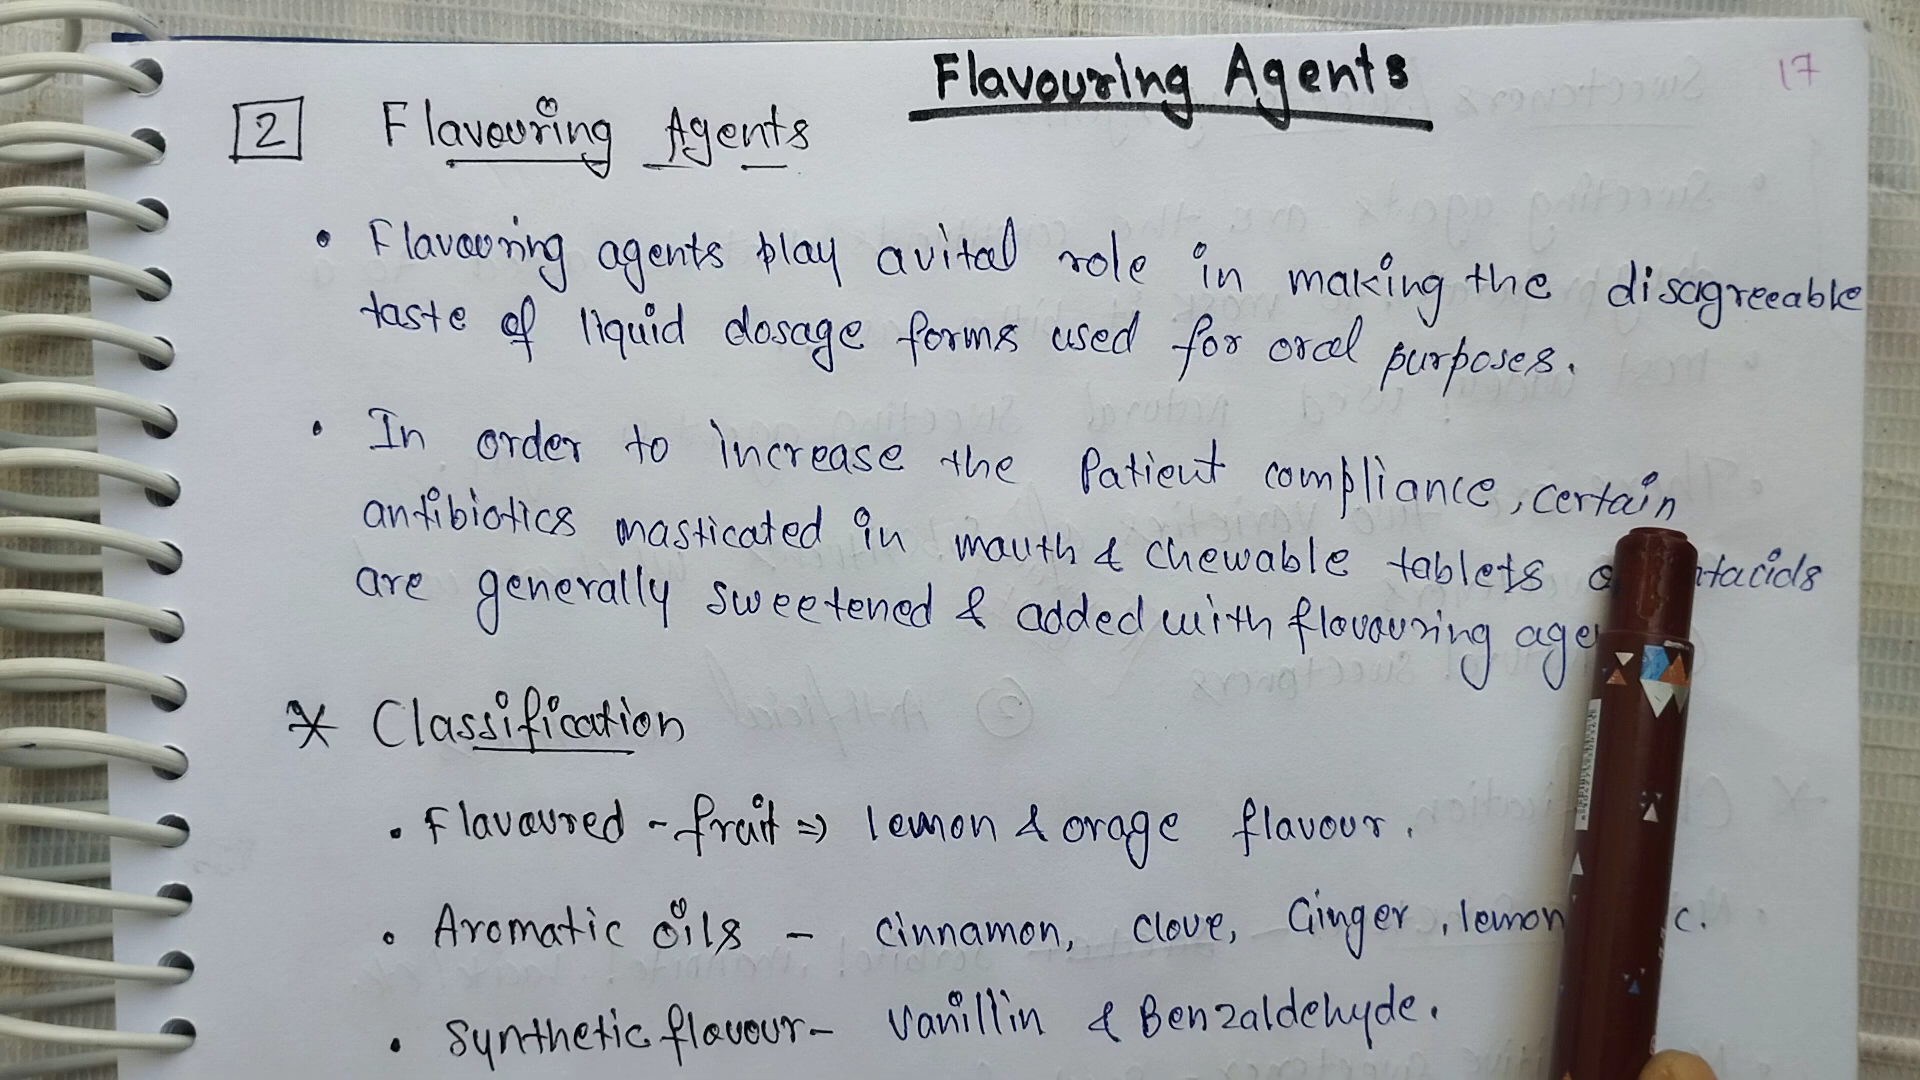 Flavouring Agents
17
2 Flavouring Agents
• Flavouring agents play a vital role in making the disagreeable
taste of liquid dosage forms used for oral purposes.
• In order to increase the Patient compliance, certain
antibiotics masticated in mouth & chewable tablets
are generally sweetened & added with flavouring
* Classification
• Flavoured - fruit => lemon & orage flavour.
• Aromatic oils - cinnamon, clove, Ginger, lemon
• Synthetic flavour - Vanillin & Benzaldehyde.